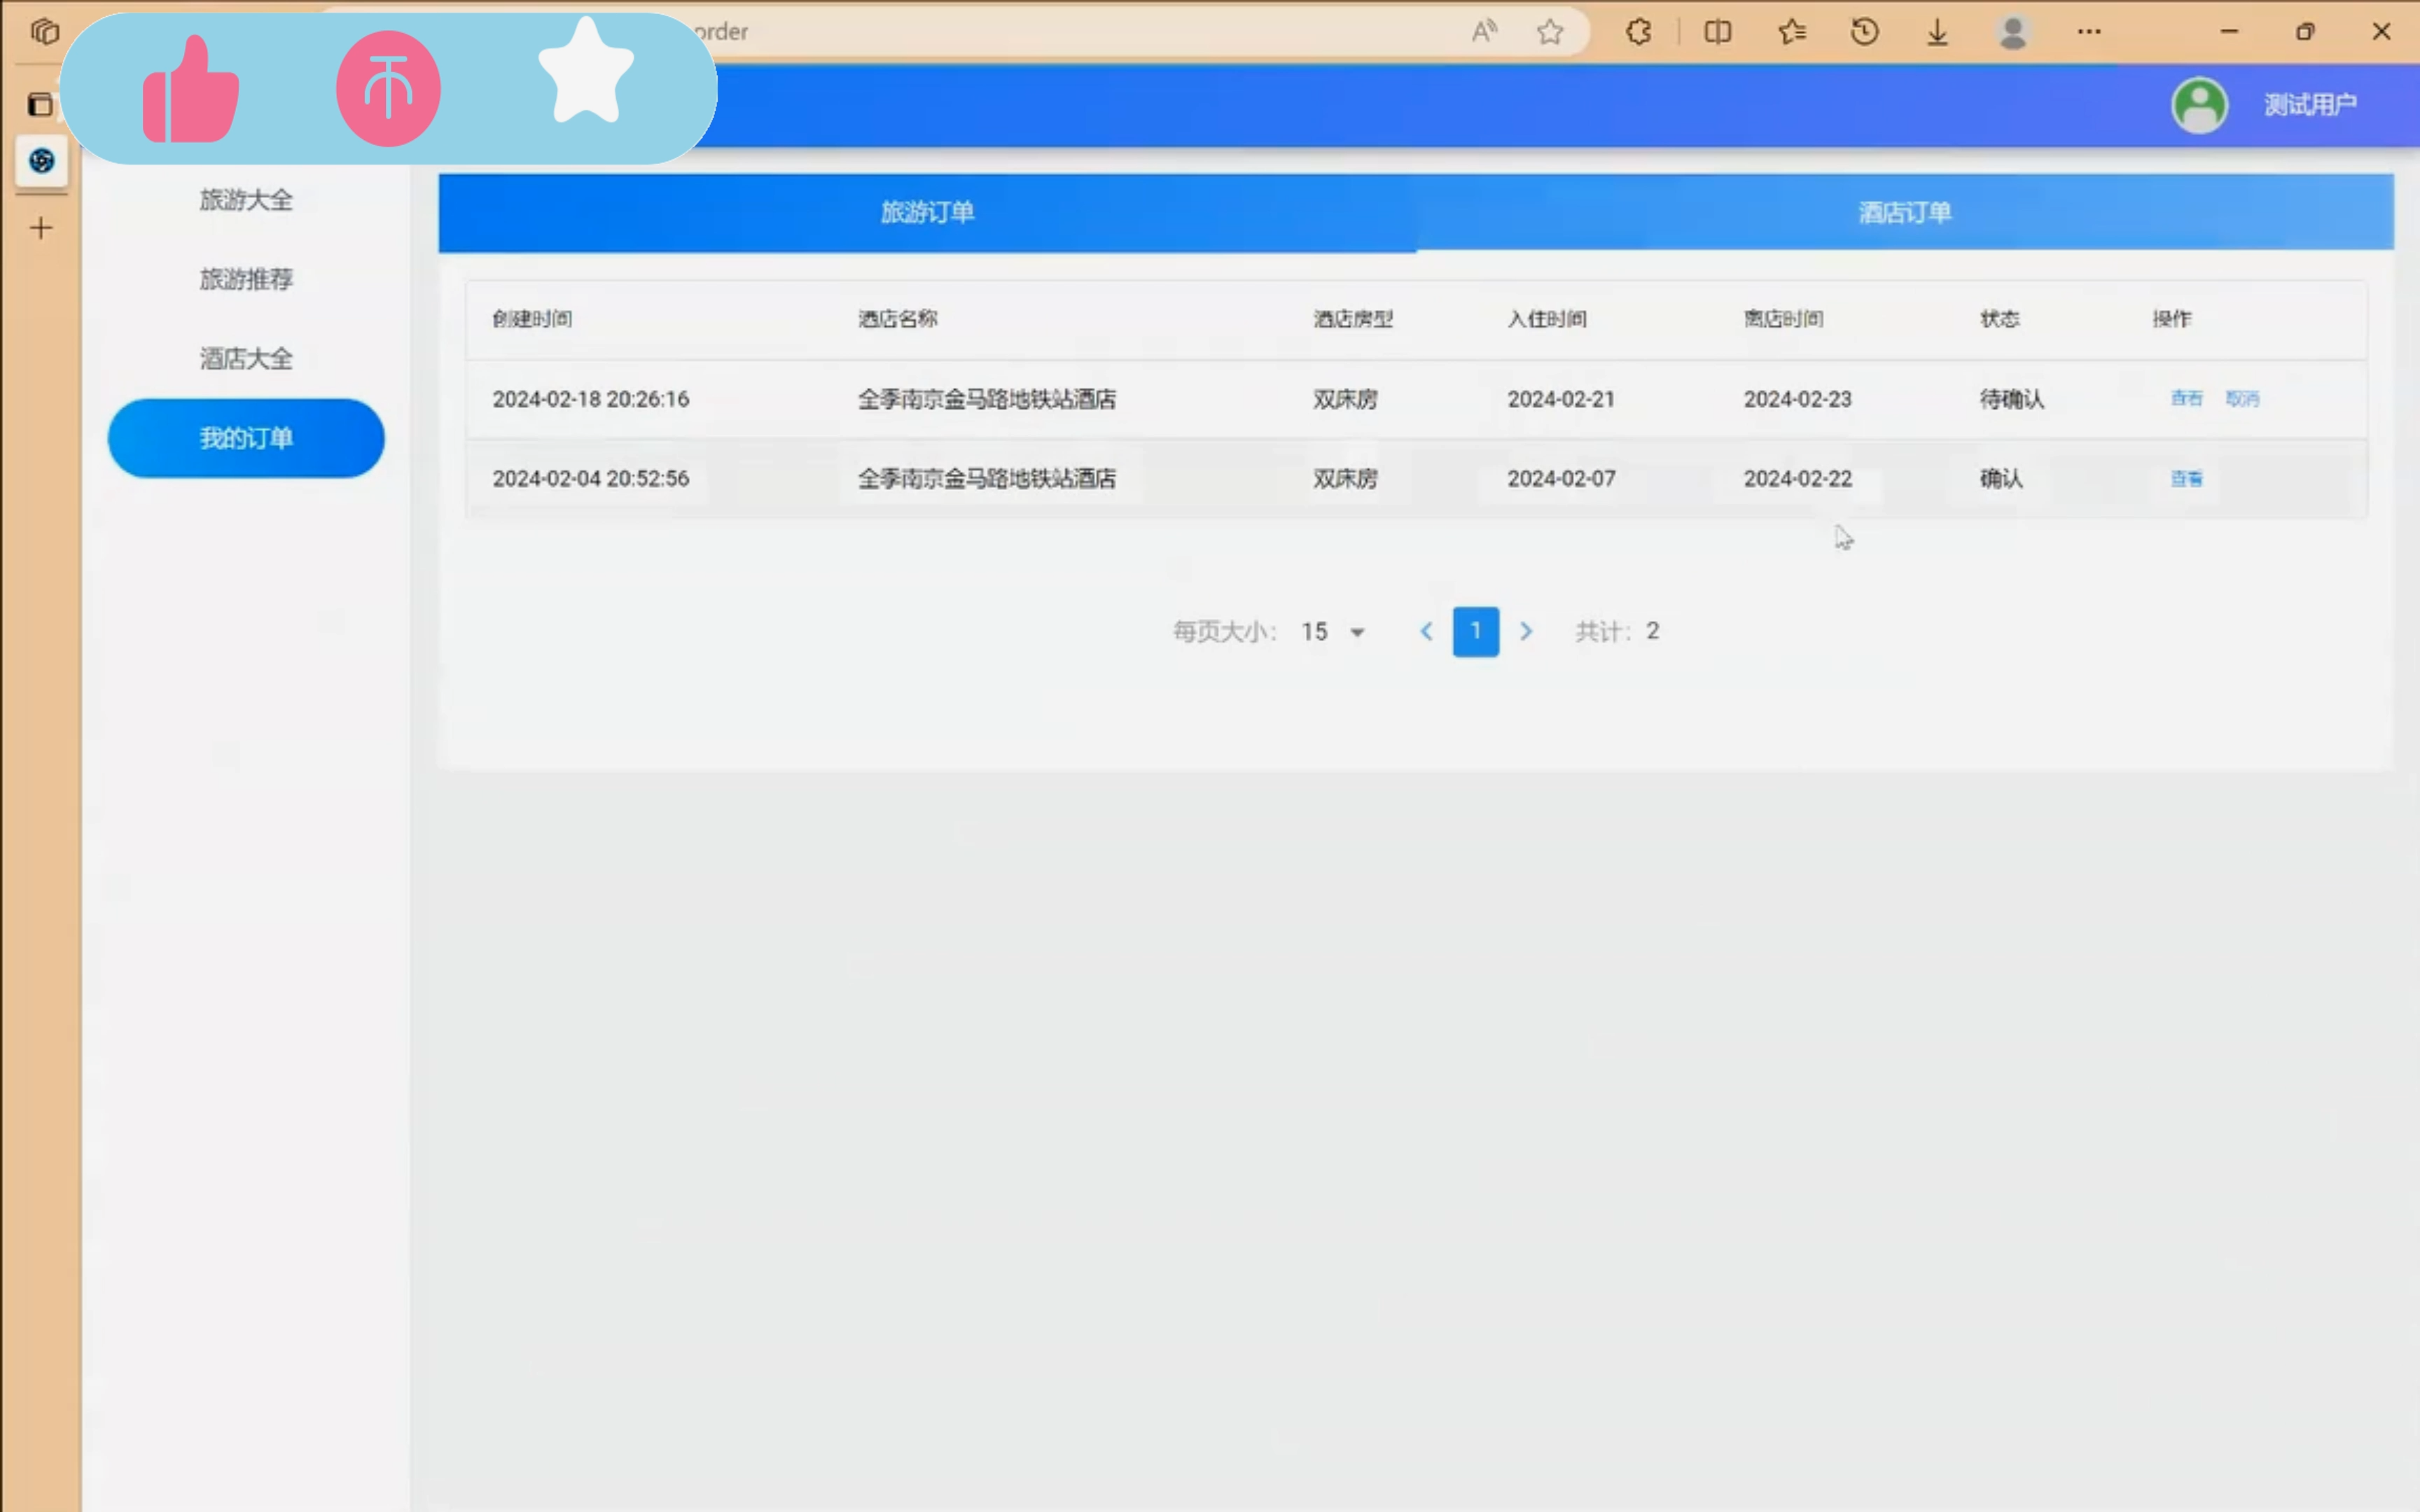 order
测试用户
旅游大全
旅游推荐
酒店大全
我的订单
旅游订单 酒店订单
创建时间 酒店名称 酒店房型 入住时间 离店时间 状态 操作
2024-02-18 20:26:16 全季南京金马路地铁站酒店 双床房 2024-02-21 2024-02-23 待确认 查看 取消
2024-02-04 20:52:56 全季南京金马路地铁站酒店 双床房 2024-02-07 2024-02-22 确认 查看
每页大小: 15 1 共计: 2